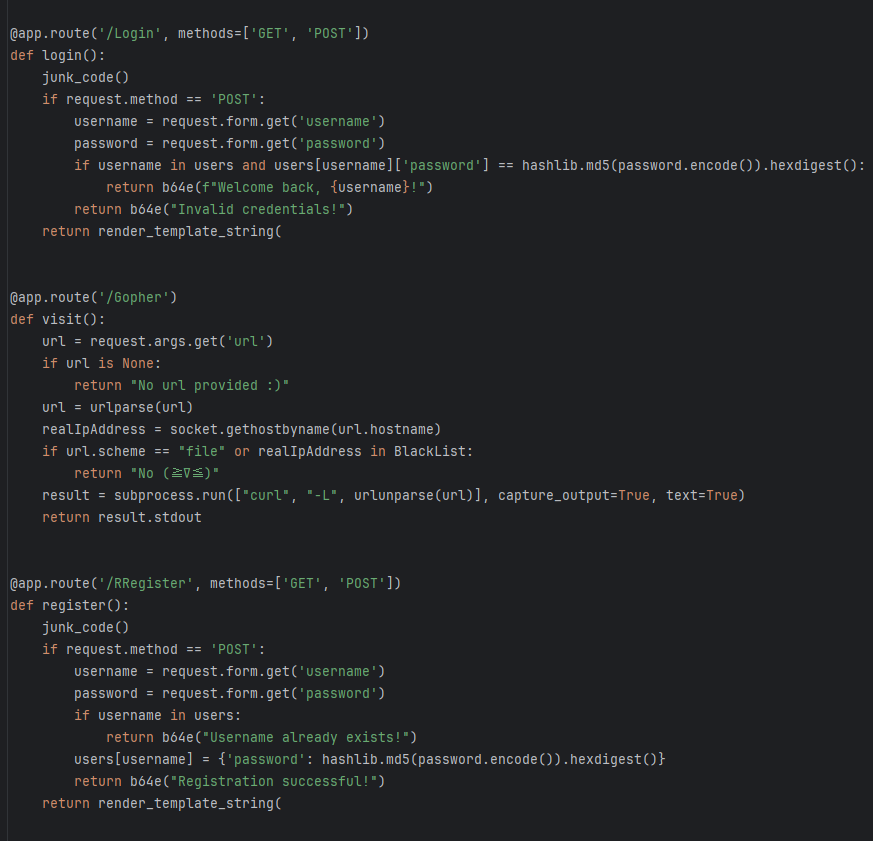 @app.route('/Login', methods=['GET', 'POST'])
def login():
    junk_code()
    if request.method == 'POST':
        username = request.form.get('username')
        password = request.form.get('password')
        if username in users and users[username]['password'] == hashlib.md5(password.encode()).hexdigest():
            return b64e(f"Welcome back, {username}!")
        return b64e("Invalid credentials!")
    return render_template_string(
@app.route('/Gopher')
def visit():
    url = request.args.get('url')
    if url is None:
        return "No url provided :)"
    url = urlparse(url)
    realIpAddress = socket.gethostbyname(url.hostname)
    if url.scheme == "file" or realIpAddress in BlackList:
        return "No (≧∇≦)"
    result = subprocess.run(["curl", "-L", urlunparse(url)], capture_output=True, text=True)
    return result.stdout
@app.route('/RRegister', methods=['GET', 'POST'])
def register():
    junk_code()
    if request.method == 'POST':
        username = request.form.get('username')
        password = request.form.get('password')
        if username in users:
            return b64e("Username already exists!")
        users[username] = {'password': hashlib.md5(password.encode()).hexdigest()}
        return b64e("Registration successful!")
    return render_template_string(